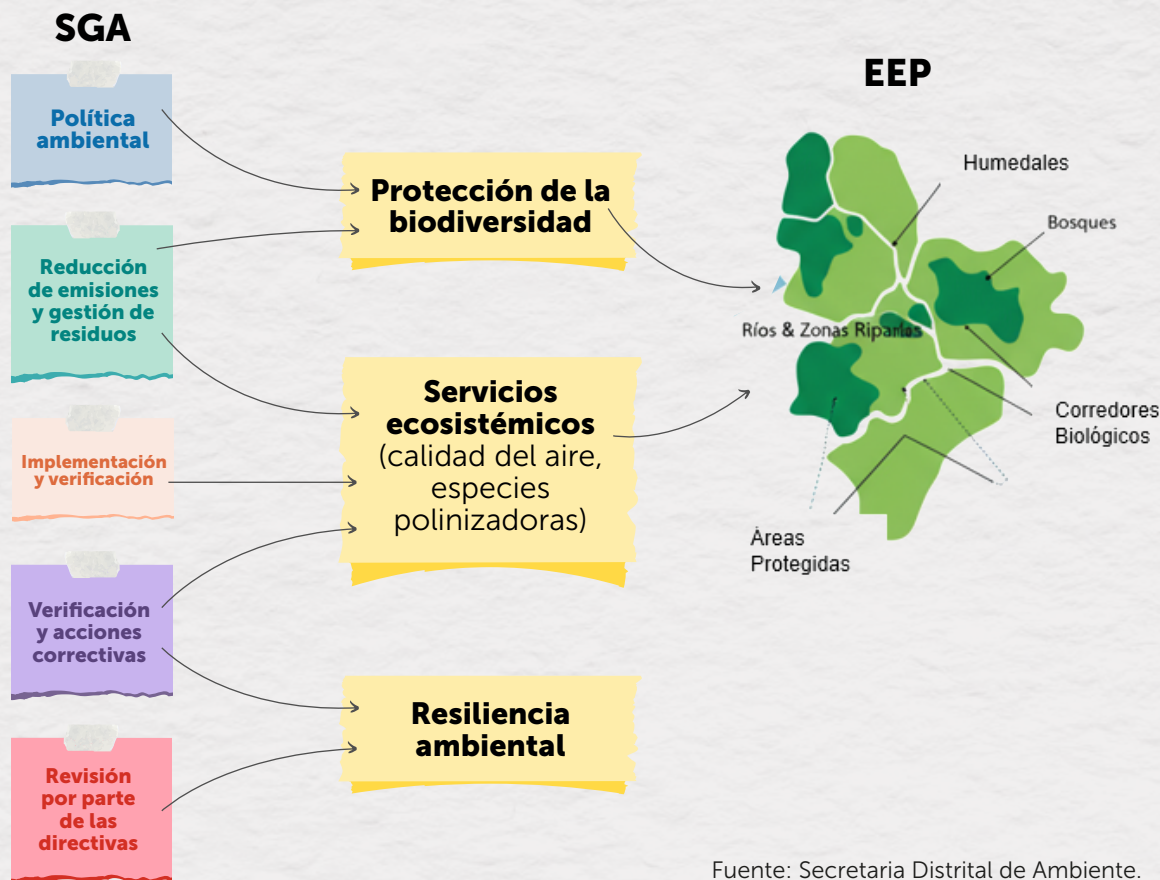 SGA
Política
ambiental
Reducción
de emisiones
y gestión de
residuos
Implementación
y verificación
Verificación
y acciones
correctivas
Revisión
por parte
de las
directivas
Protección de la
biodiversidad
Servicios
ecosistémicos
(calidad del aire,
especies
polinizadoras)
Resiliencia
ambiental
EEP
Humedales
Bosques
Ríos & Zonas Riparias
Corredores
Biológicos
Áreas
Protegidas
Fuente: Secretaria Distrital de Ambiente.